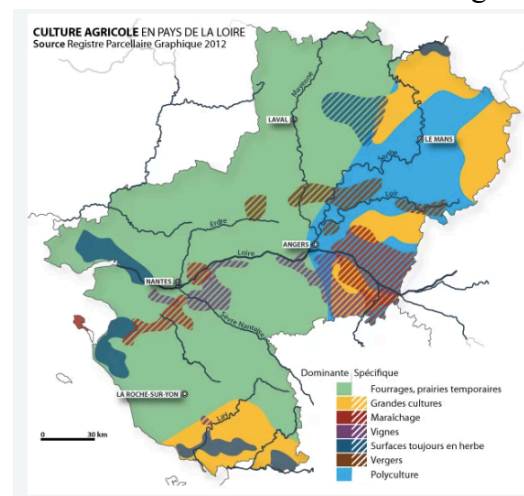 CULTURE AGRICOLE EN PAYS DE LA LOIRE
Source Registre Parcellaire Graphique 2012
Mayenne
LAVAL
LE MANS
Sarthe
Loir
Erdre
ANGERS
Loire
NANTES
Sèvre Nantaise
LA ROCHE-SUR-YON
Lay
0 30 km
Dominante Spécifique
Fourrages, prairies temporaires
Grandes cultures
Maraîchage
Vignes
Surfaces toujours en herbe
Vergers
Polyculture